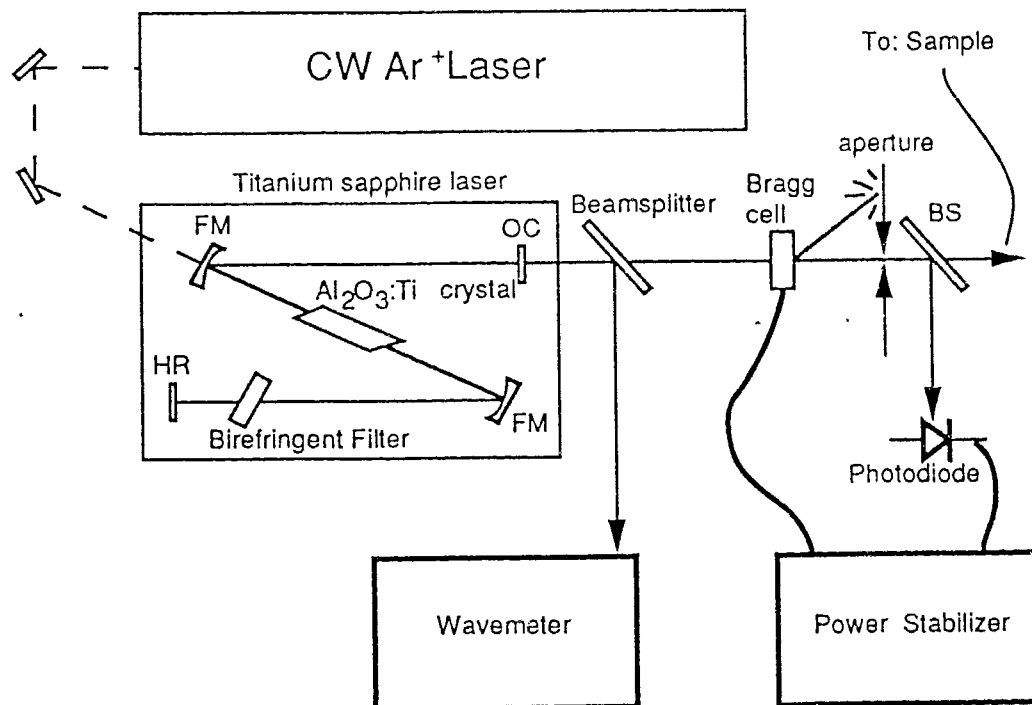 CW Ar⁺Laser
To: Sample
aperture
Titanium sapphire laser
Beamsplitter
Bragg
cell
BS
FM
OC
Al₂O₃:Ti crystal
HR
FM
Birefringent Filter
Photodiode
Wavemeter
Power Stabilizer